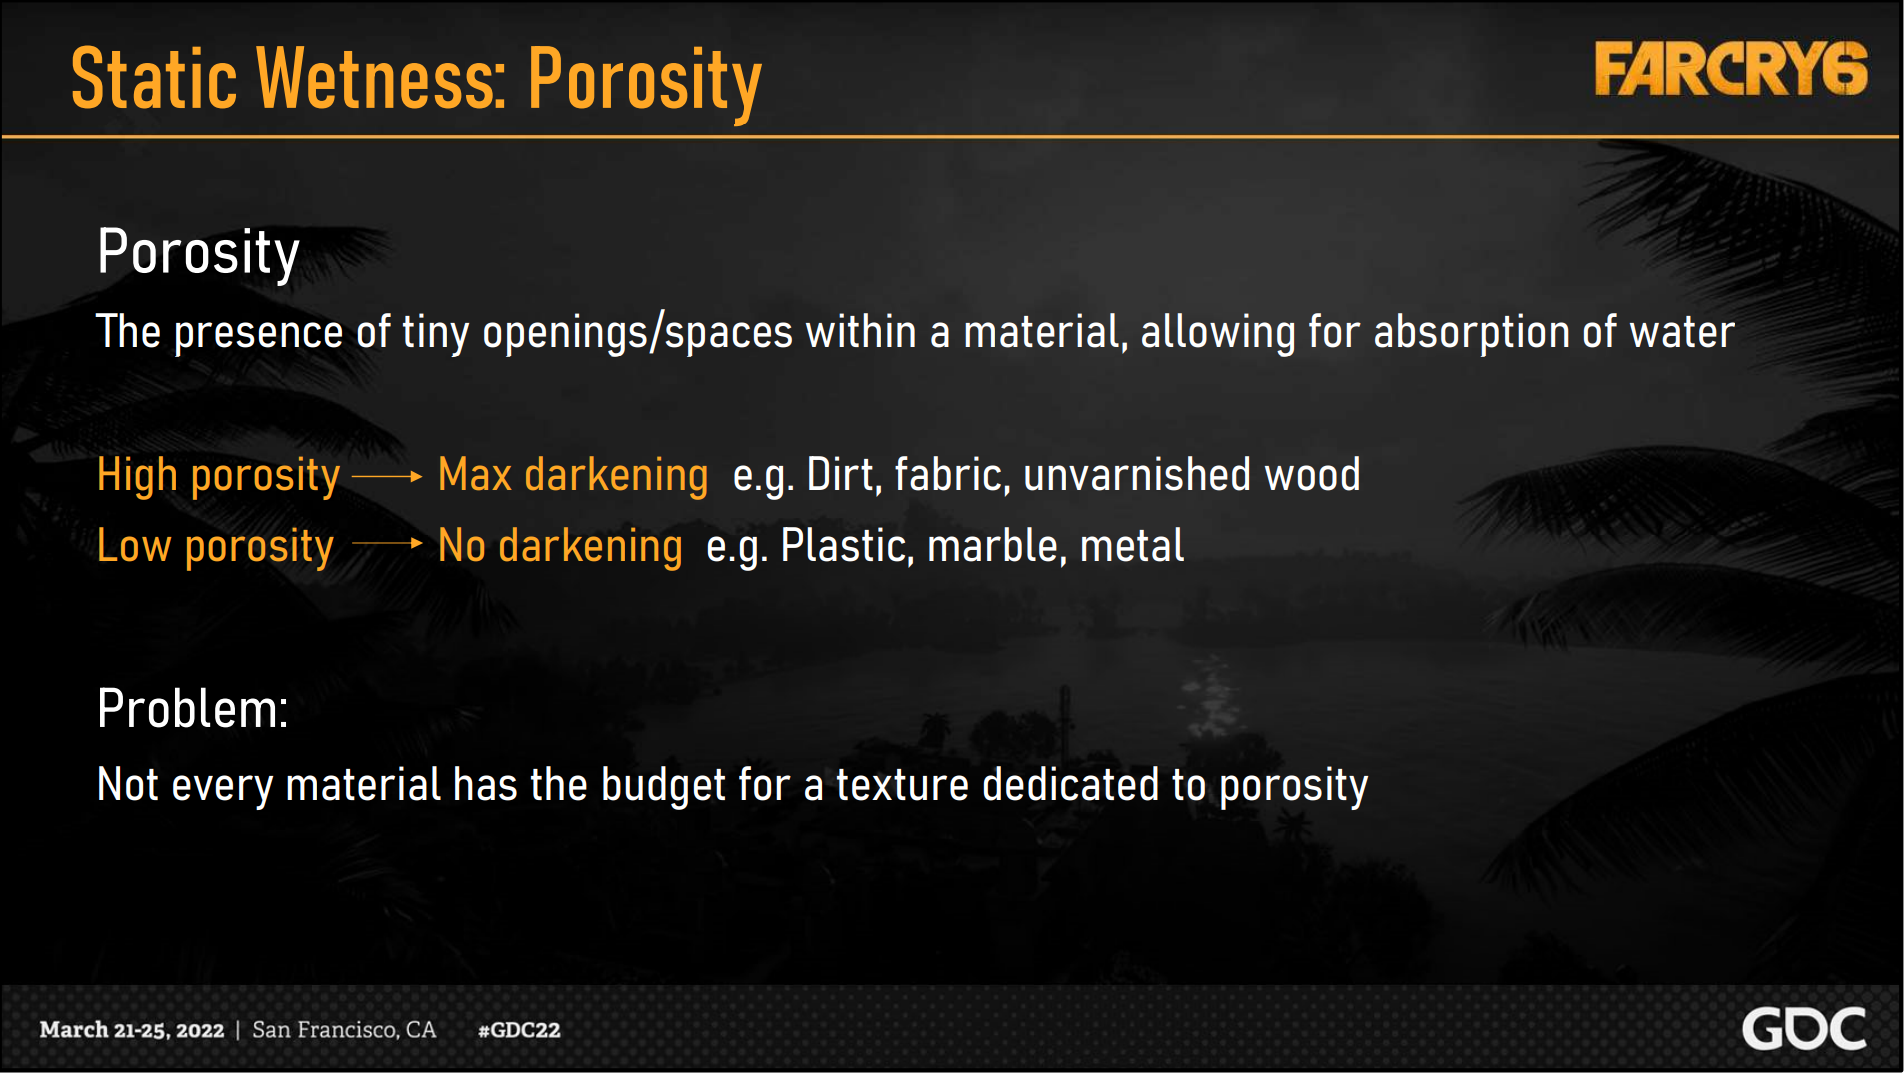 Static Wetness: Porosity
FARCRY6
Porosity
The presence of tiny openings/spaces within a material, allowing for absorption of water
High porosity → Max darkening e.g. Dirt, fabric, unvarnished wood
Low porosity → No darkening e.g. Plastic, marble, metal
Problem:
Not every material has the budget for a texture dedicated to porosity
March 21-25, 2022 | San Francisco, CA #GDC22
GDC